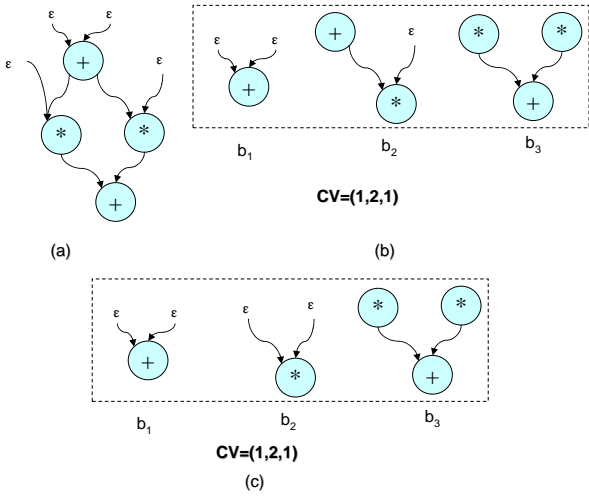 ε ε
+
ε ε
* *
+
(a)
ε ε
+
b1
+ ε
*
b2
* *
+
b3
CV=(1,2,1)
(b)
ε ε
+
b1
ε ε
*
b2
* *
+
b3
CV=(1,2,1)
(c)